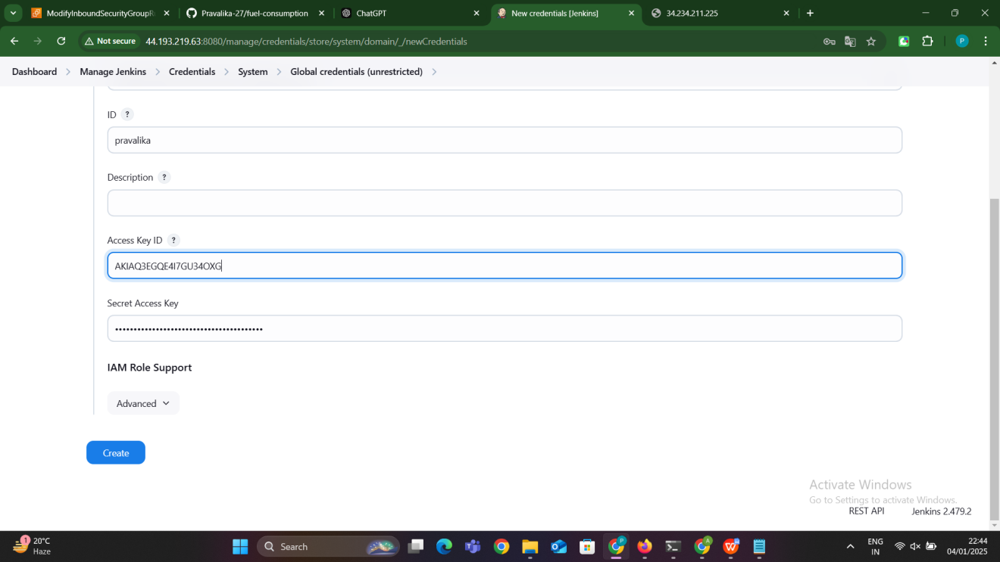 ModifyInboundSecurityGroupR
Pravalika-27/fuel-consumption
ChatGPT
New credentials [Jenkins]
34.234.211.225
Not secure
44.193.219.63:8080/manage/credentials/store/system/domain/_/newCredentials
P
Dashboard
Manage Jenkins
Credentials
System
Global credentials (unrestricted)
ID ?
pravalika
Description ?
Access Key ID ?
AKIAQ3EGQE4I7GU34OXG
Secret Access Key
••••••••••••••••••••••••••••••••••••••••
IAM Role Support
Advanced
Create
Activate Windows
Go to Settings to activate Windows.
REST API
Jenkins 2.479.2
1
20°C
Haze
Search
P
A
ENG
IN
22:44
04/01/2025